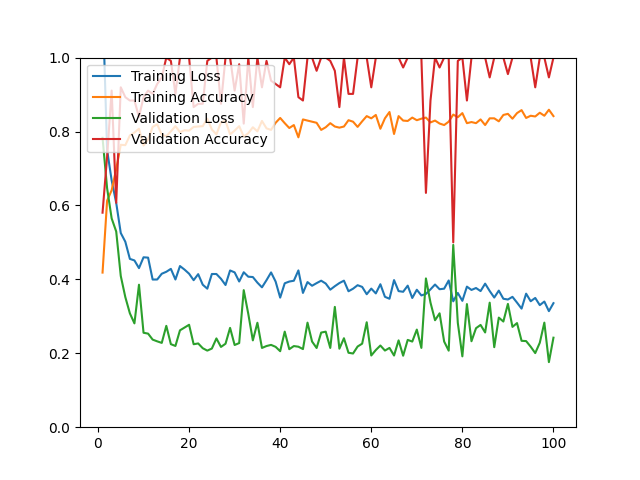 1.0
0.8
0.6
0.4
0.2
0.0
Training Loss
Training Accuracy
Validation Loss
Validation Accuracy
0 20 40 60 80 100